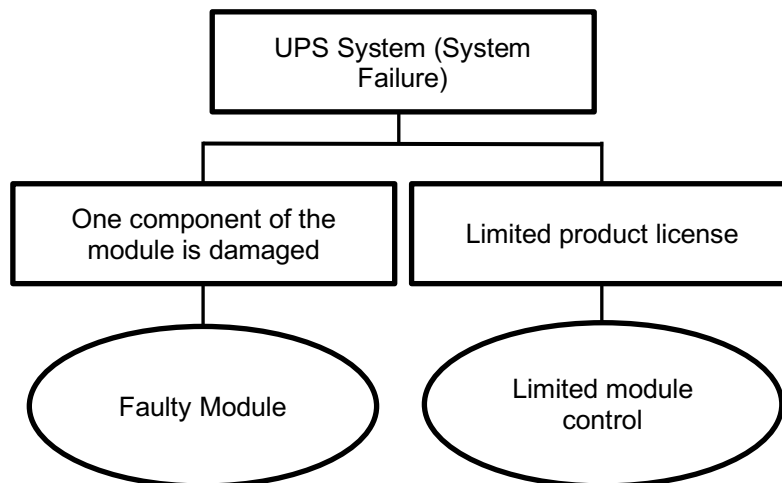 UPS System (System
Failure)
One component of the
module is damaged
Limited product license
Faulty Module
Limited module
control